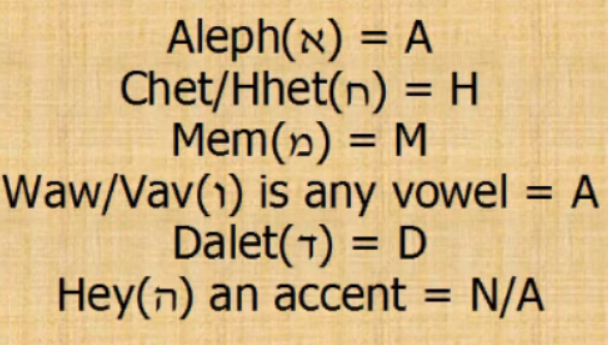 Aleph(א) = A
Chet/Hhet(ח) = H
Mem(מ) = M
Waw/Vav(ו) is any vowel = A
Dalet(ד) = D
Hey(ה) an accent = N/A